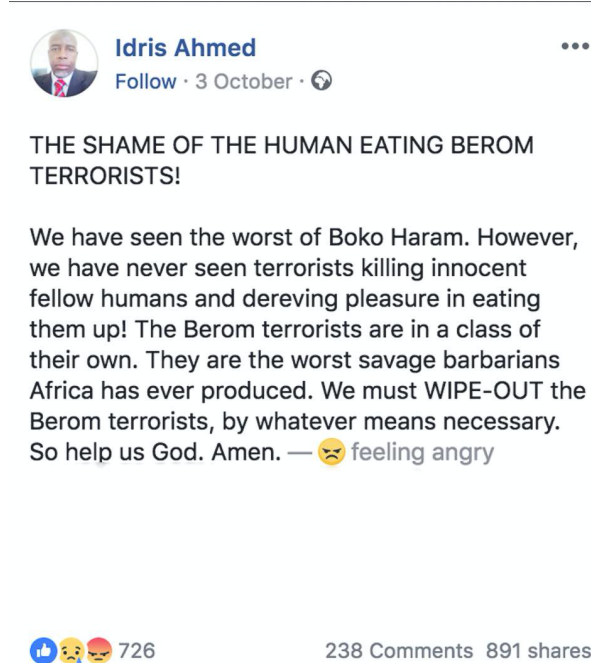 Idris Ahmed
Follow · 3 October ·
THE SHAME OF THE HUMAN EATING BEROM
TERRORISTS!
We have seen the worst of Boko Haram. However,
we have never seen terrorists killing innocent
fellow humans and dereving pleasure in eating
them up! The Berom terrorists are in a class of
their own. They are the worst savage barbarians
Africa has ever produced. We must WIPE-OUT the
Berom terrorists, by whatever means necessary.
So help us God. Amen. — feeling angry
726 238 Comments 891 shares